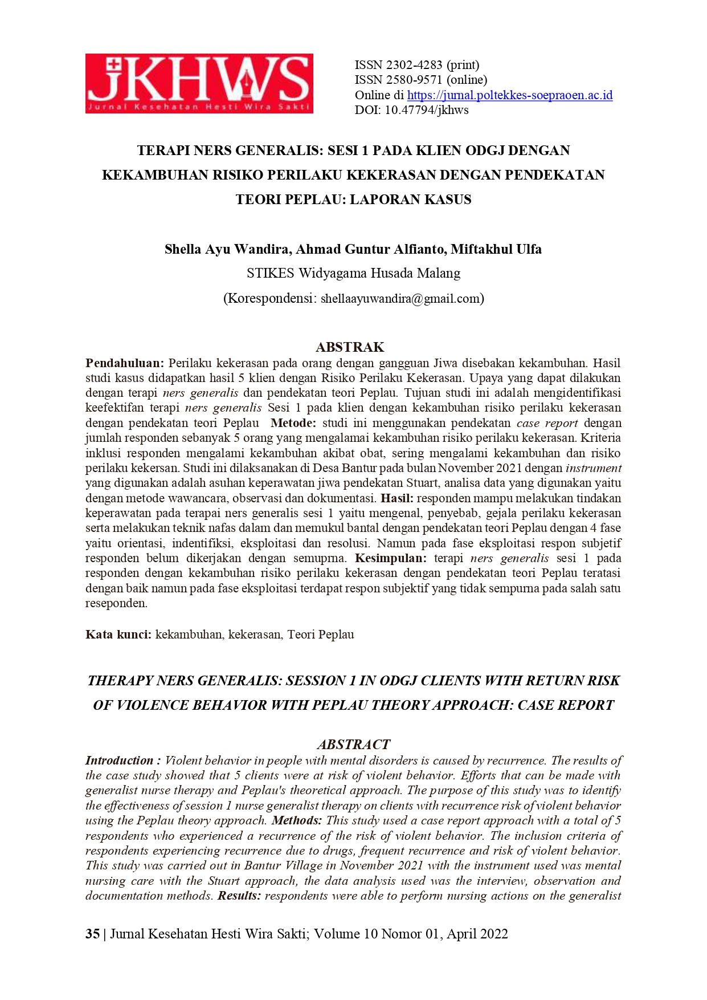 JKHWS
Jurnal Kesehatan Hesti Wira Sakti
ISSN 2302-4283 (print)
ISSN 2580-9571 (online)
Online di https://jurnal.poltekkes-soepraoen.ac.id
DOI: 10.47794/jkhws
TERAPI NERS GENERALIS: SESI 1 PADA KLIEN ODGJ DENGAN
KEKAMBUHAN RISIKO PERILAKU KEKERASAN DENGAN PENDEKATAN
TEORI PEPLAU: LAPORAN KASUS
Shella Ayu Wandira, Ahmad Guntur Alfianto, Miftakhul Ulfa
STIKES Widyagama Husada Malang
(Korespondensi: shellaayuwandira@gmail.com)
ABSTRAK
Pendahuluan: Perilaku kekerasan pada orang dengan gangguan Jiwa disebakan kekambuhan. Hasil
studi kasus didapatkan hasil 5 klien dengan Risiko Perilaku Kekerasan. Upaya yang dapat dilakukan
dengan terapi ners generalis dan pendekatan teori Peplau. Tujuan studi ini adalah mengidentifikasi
keefektifan terapi ners generalis Sesi 1 pada klien dengan kekambuhan risiko perilaku kekerasan
dengan pendekatan teori Peplau Metode: studi ini menggunakan pendekatan case report dengan
jumlah responden sebanyak 5 orang yang mengalamai kekambuhan risiko perilaku kekerasan. Kriteria
inklusi responden mengalami kekambuhan akibat obat, sering mengalami kekambuhan dan risiko
perilaku kekersan. Studi ini dilaksanakan di Desa Bantur pada bulan November 2021 dengan instrument
yang digunakan adalah asuhan keperawatan jiwa pendekatan Stuart, analisa data yang digunakan yaitu
dengan metode wawancara, observasi dan dokumentasi. Hasil: responden mampu melakukan tindakan
keperawatan pada terapai ners generalis sesi 1 yaitu mengenal, penyebab, gejala perilaku kekerasan
serta melakukan teknik nafas dalam dan memukul bantal dengan pendekatan teori Peplau dengan 4 fase
yaitu orientasi, indentifiksi, eksploitasi dan resolusi. Namun pada fase eksploitasi respon subjetif
responden belum dikerjakan dengan semuprna. Kesimpulan: terapi ners generalis sesi 1 pada
responden dengan kekambuhan risiko perilaku kekerasan dengan pendekatan teori Peplau teratasi
dengan baik namun pada fase eksploitasi terdapat respon subjektif yang tidak sempurna pada salah satu
reseponden.
Kata kunci: kekambuhan, kekerasan, Teori Peplau
THERAPY NERS GENERALIS: SESSION 1 IN ODGJ CLIENTS WITH RETURN RISK
OF VIOLENCE BEHAVIOR WITH PEPLAU THEORY APPROACH: CASE REPORT
ABSTRACT
Introduction : Violent behavior in people with mental disorders is caused by recurrence. The results of
the case study showed that 5 clients were at risk of violent behavior. Efforts that can be made with
generalist nurse therapy and Peplau's theoretical approach. The purpose of this study was to identify
the effectiveness of session 1 nurse generalist therapy on clients with recurrence risk of violent behavior
using the Peplau theory approach. Methods: This study used a case report approach with a total of 5
respondents who experienced a recurrence of the risk of violent behavior. The inclusion criteria of
respondents experiencing recurrence due to drugs, frequent recurrence and risk of violent behavior.
This study was carried out in Bantur Village in November 2021 with the instrument used was mental
nursing care with the Stuart approach, the data analysis used was the interview, observation and
documentation methods. Results: respondents were able to perform nursing actions on the generalist
35 | Jurnal Kesehatan Hesti Wira Sakti; Volume 10 Nomor 01, April 2022